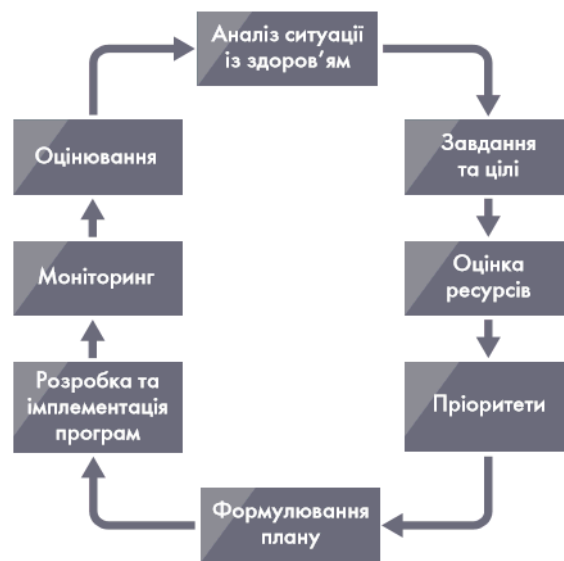 Аналіз ситуації
із здоров’ям
Завдання
та цілі
Оцінка
ресурсів
Пріоритети
Формулювання
плану
Розробка та
імплементація
програм
Моніторинг
Оцінювання